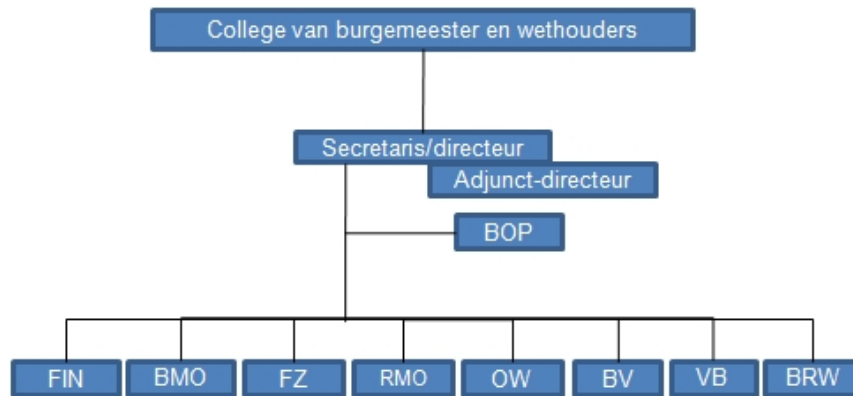 College van burgemeester en wethouders
Secretaris/directeur
Adjunct-directeur
BOP
FIN
BMO
FZ
RMO
OW
BV
VB
BRW